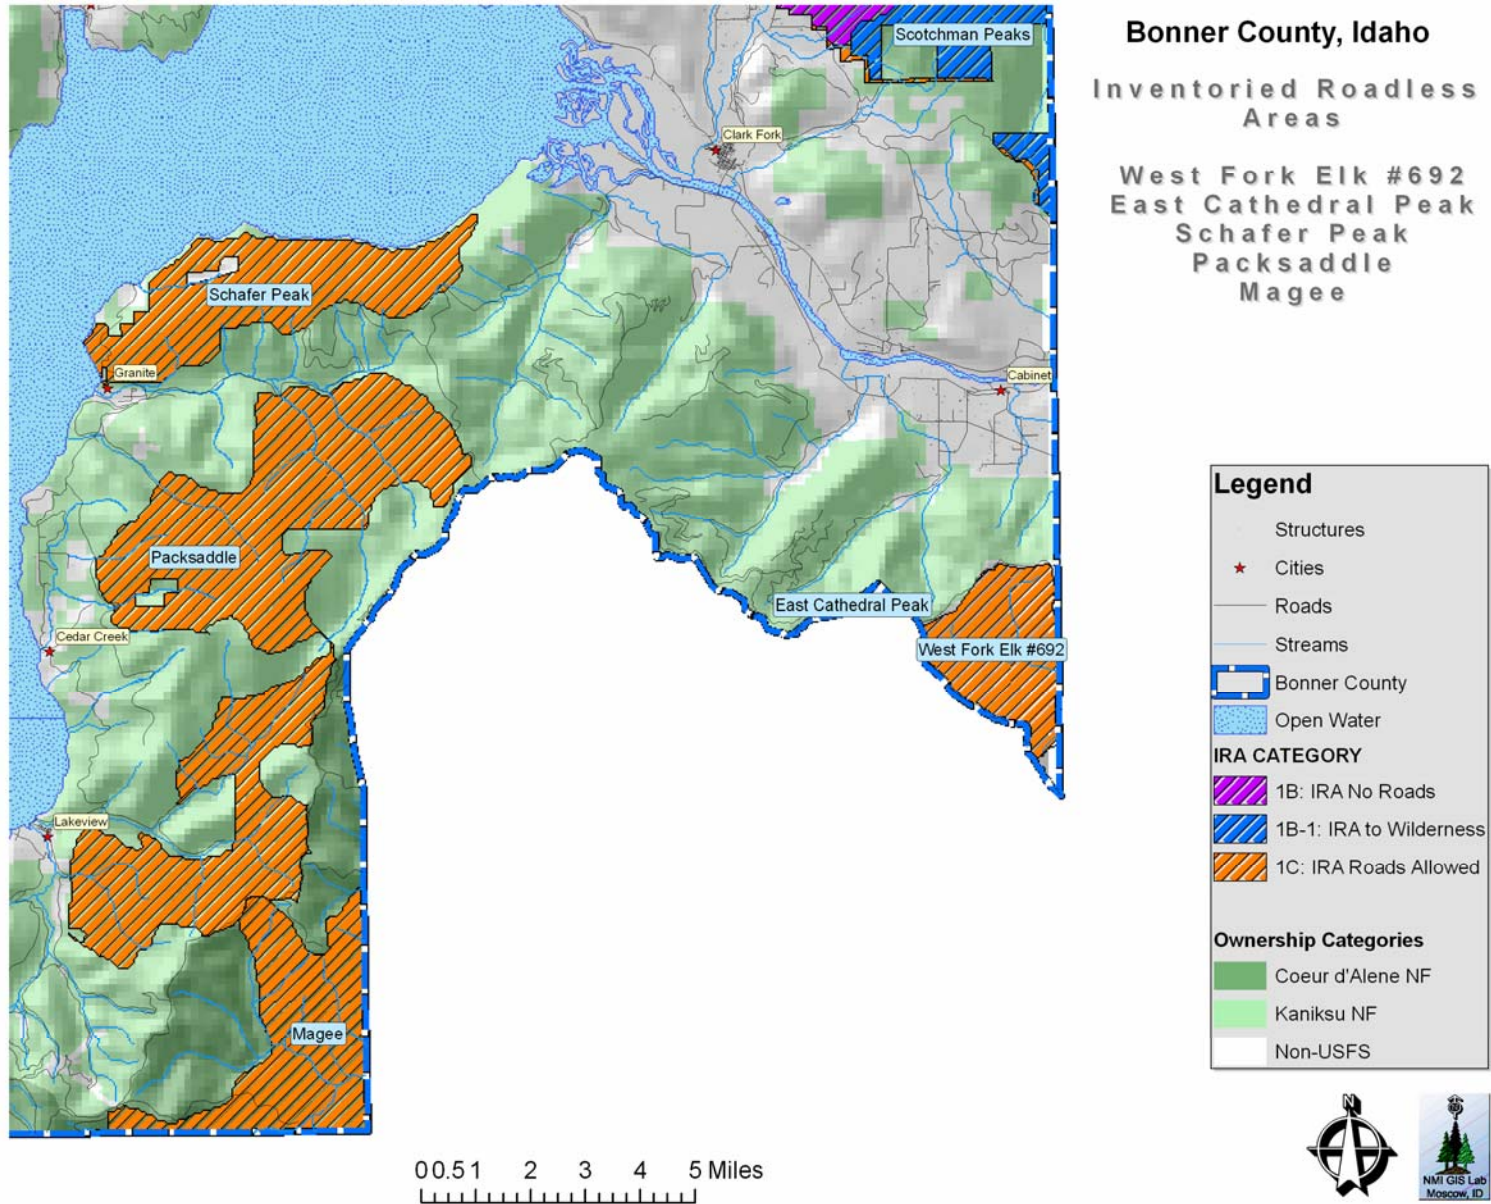 Bonner County, Idaho
Inventoried Roadless
Areas
West Fork Elk #692
East Cathedral Peak
Schafer Peak
Packsaddle
Magee
Scotchman Peaks
Clark Fork
Schafer Peak
Granite
Cabinet
Packsaddle
East Cathedral Peak
Cedar Creek
West Fork Elk #692
Lakeview
Magee
Legend
Structures
Cities
Roads
Streams
Bonner County
Open Water
IRA CATEGORY
1B: IRA No Roads
1B-1: IRA to Wilderness
1C: IRA Roads Allowed
Ownership Categories
Coeur d'Alene NF
Kaniksu NF
Non-USFS
N
NMI GIS Lab
Moscow, ID
0 0.5 1 2 3 4 5 Miles